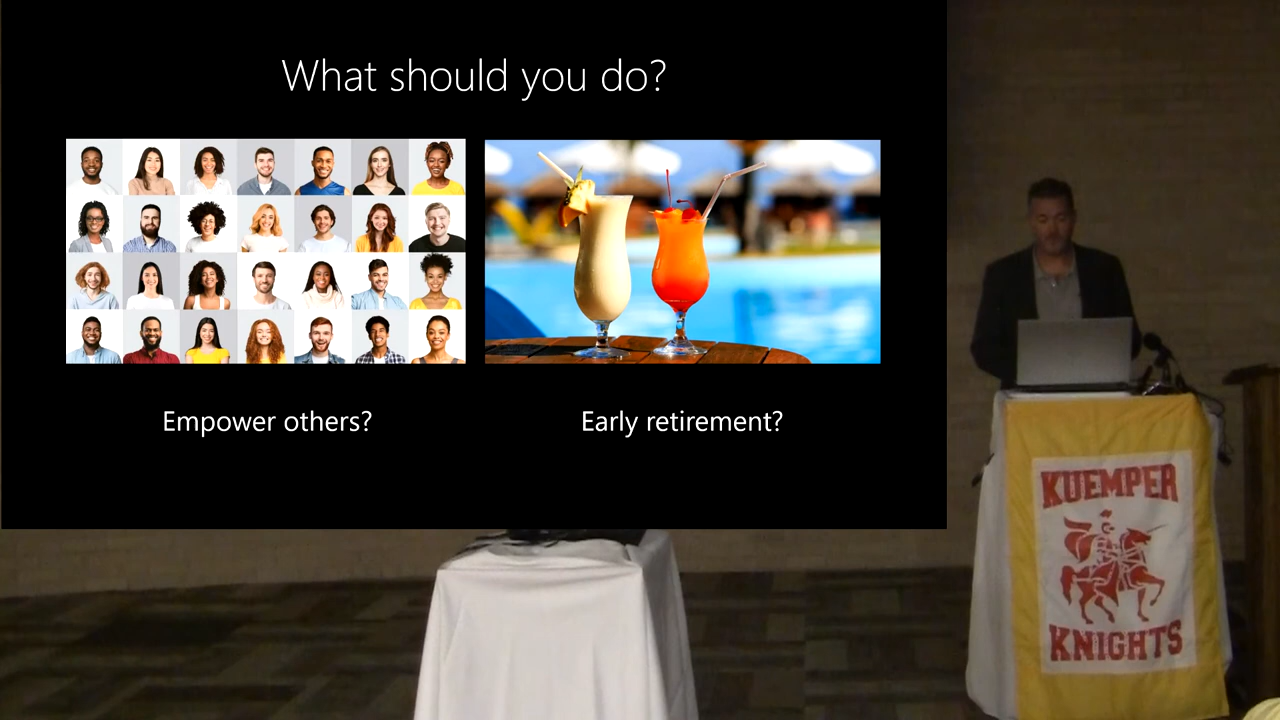 What should you do?
Empower others?
Early retirement?
KUEMPER
KNIGHTS